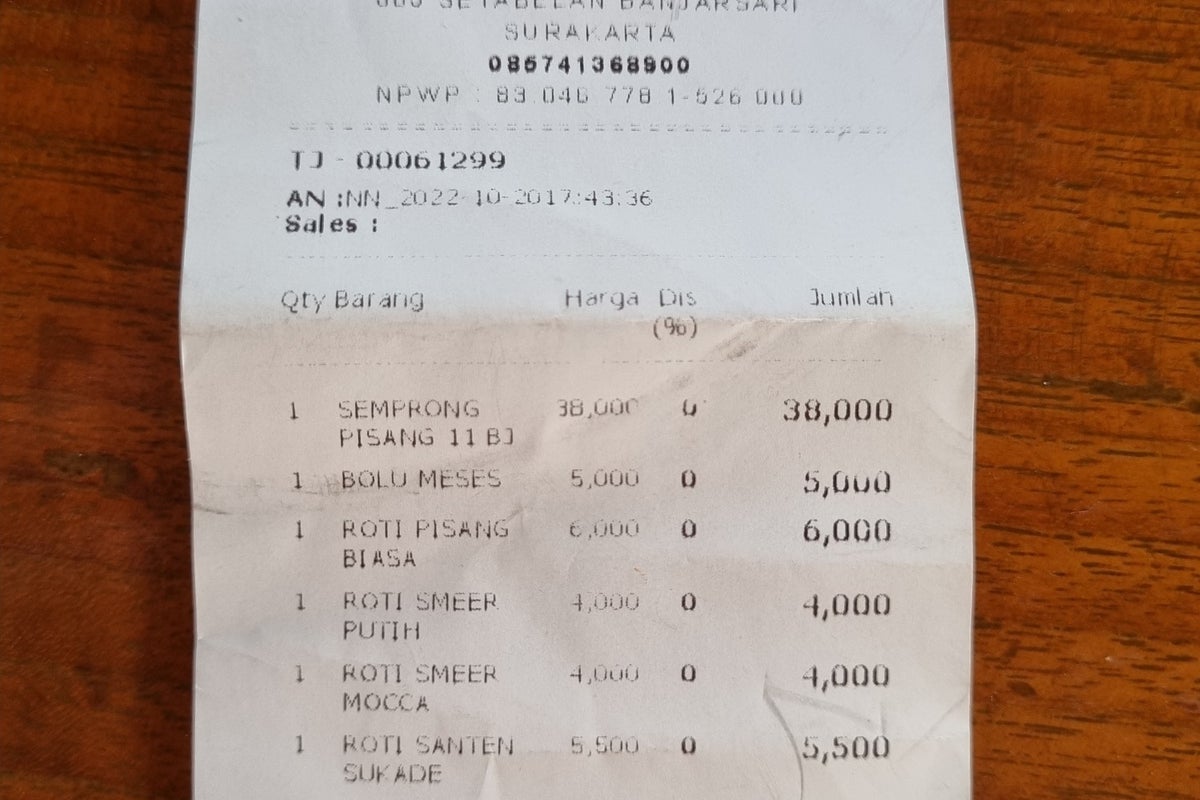 SETABELAN BANJARSARI
SURAKARTA
085741368900
NPWP : 83 046 778 1-526 000
TJ - 00061299
AN :NN_2022-10-2017:43:36
Sales :
Qty Barang Harga Dis Jumlah
(%)
1 SEMPRONG 38,000 0 38,000
PISANG 11 BJ
1 BOLU MESES 5,000 0 5,000
1 ROTI PISANG 6,000 0 6,000
BIASA
1 ROTI SMEER 4,000 0 4,000
PUTIH
1 ROTI SMEER 4,000 0 4,000
MOCCA
1 ROTI SANTEN 5,500 0 5,500
SUKADE